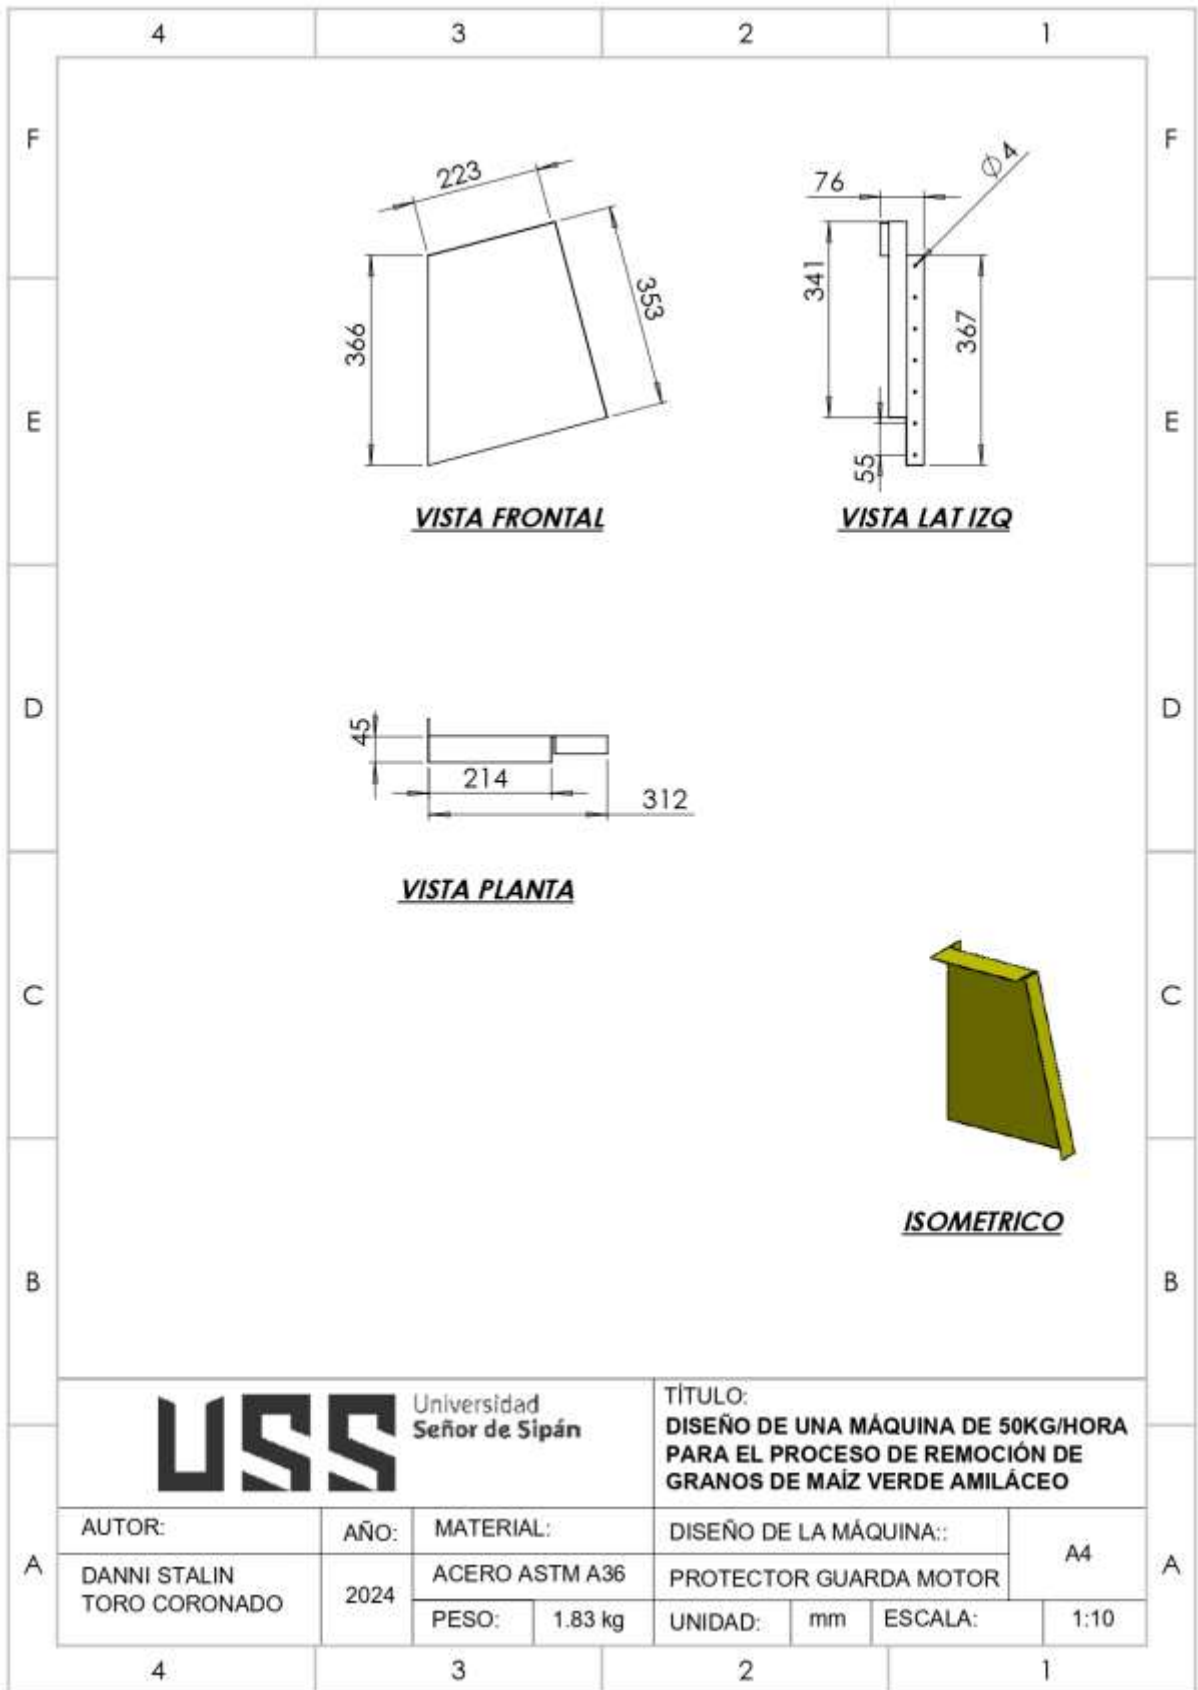 4 3 2 1
F F
223
76
Ø 4
366
353
341
367
55
E E
VISTA FRONTAL
VISTA LAT IZQ
D D
45
214
312
VISTA PLANTA
C C
ISOMETRICO
B B
USS
Universidad
Señor de Sipán
TÍTULO:
DISEÑO DE UNA MÁQUINA DE 50KG/HORA
PARA EL PROCESO DE REMOCIÓN DE
GRANOS DE MAÍZ VERDE AMILÁCEO
AUTOR:
DANNI STALIN
TORO CORONADO
AÑO:
2024
MATERIAL:
ACERO ASTM A36
PESO: 1.83 kg
DISEÑO DE LA MÁQUINA::
PROTECTOR GUARDA MOTOR
A4
UNIDAD: mm ESCALA: 1:10
A A
4 3 2 1